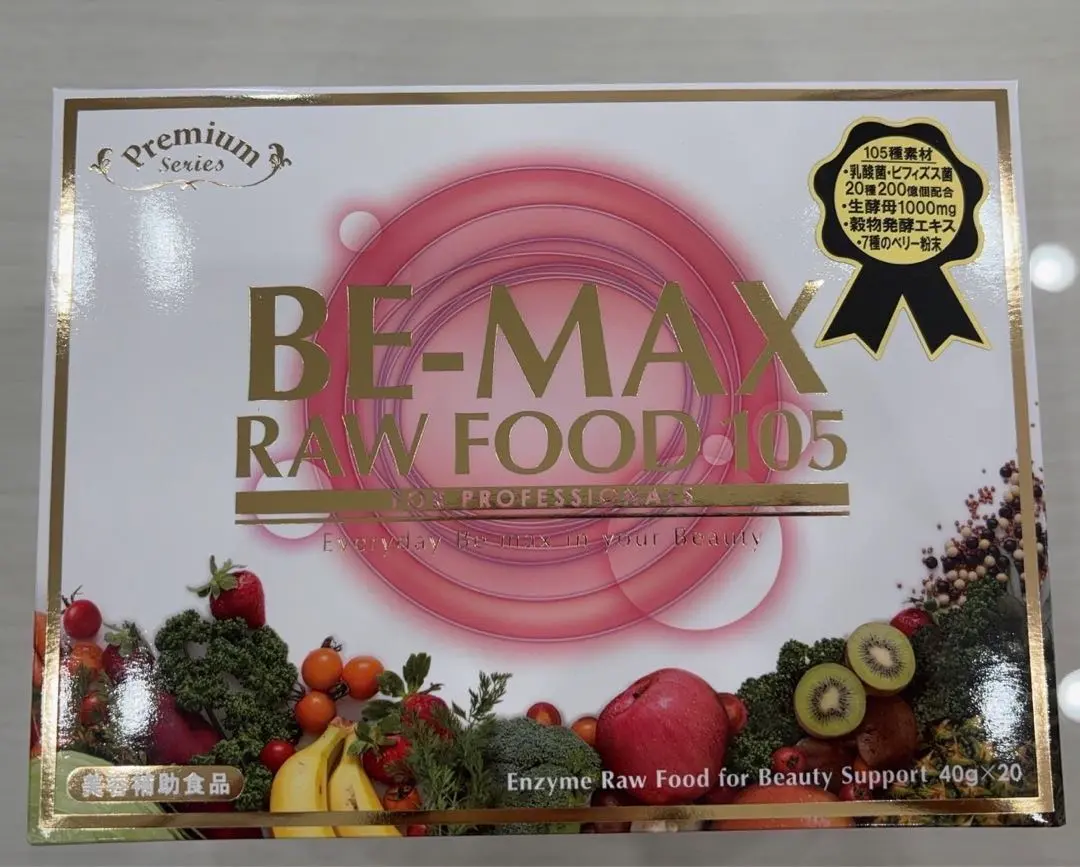 Premium
Series
105種素材
・乳酸菌・ビフィズス菌
20種200億個配合
・生酵母1000mg
・穀物発酵エキス
・7種のベリー粉末
BE-MAX
RAW FOOD 105
FOR PROFESSIONALS
Everyday Be-max in your Beauty
美容補助食品
Enzyme Raw Food for Beauty Support 40g×20